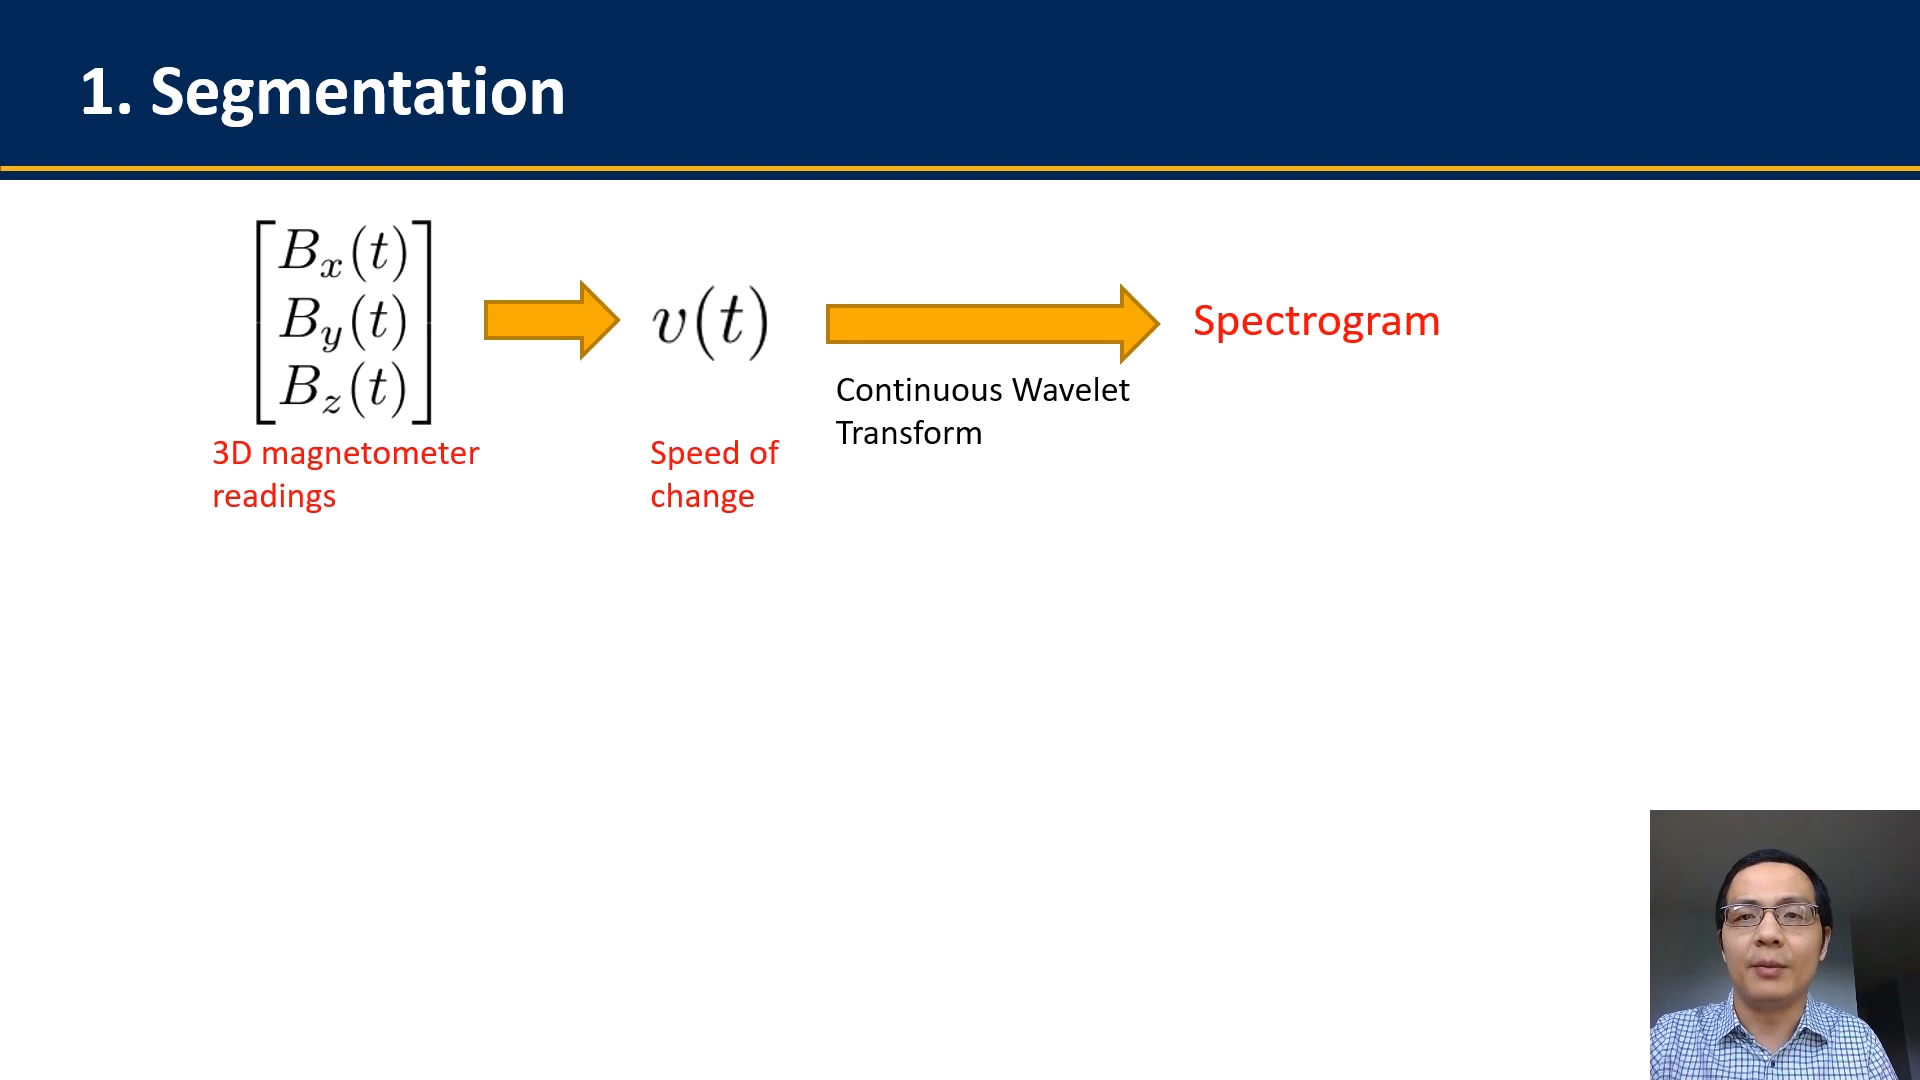 1. Segmentation
B_x(t)
B_y(t)
B_z(t)
3D magnetometer
readings
v(t)
Speed of
change
Continuous Wavelet
Transform
Spectrogram